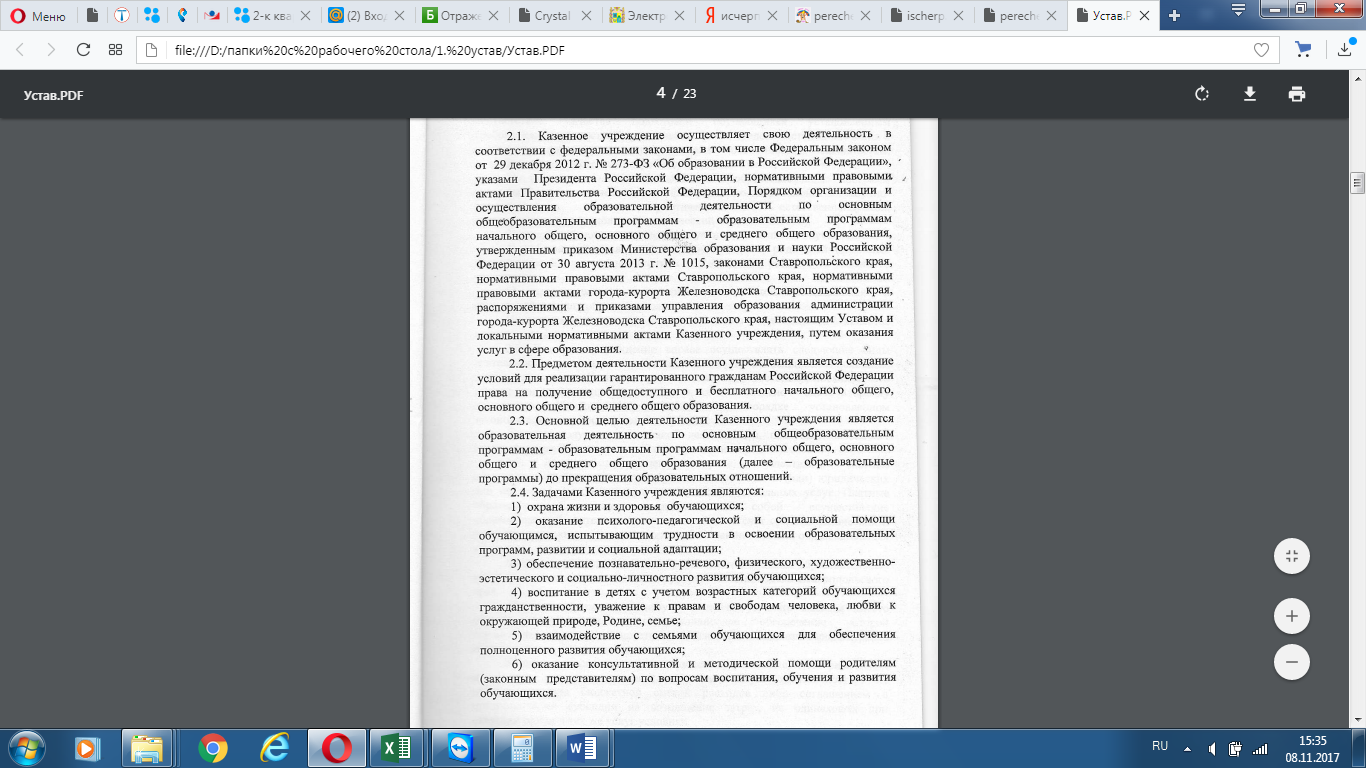 Меню
2-к ква
(2) Вход
Отраже
Crystal
Электр
исчерп
pereche
ischerp
pereche
Устав.P
file:///D:/папки%20с%20рабочего%20стола/1.%20устав/Устав.PDF
Устав.PDF
4 / 23
2.1. Казенное учреждение осуществляет свою деятельность в
соответствии с федеральными законами, в том числе Федеральным законом
от 29 декабря 2012 г. № 273-ФЗ «Об образовании в Российской Федерации»,
указами Президента Российской Федерации, нормативными правовыми
актами Правительства Российской Федерации, Порядком организации и
осуществления образовательной деятельности по основным
общеобразовательным программам - образовательным программам
начального общего, основного общего и среднего общего образования,
утвержденным приказом Министерства образования и науки Российской
Федерации от 30 августа 2013 г. № 1015, законами Ставропольского края,
нормативными правовыми актами Ставропольского края, нормативными
правовыми актами города-курорта Железноводска Ставропольского края,
распоряжениями и приказами управления образования администрации
города-курорта Железноводска Ставропольского края, настоящим Уставом и
локальными нормативными актами Казенного учреждения, путем оказания
услуг в сфере образования.
2.2. Предметом деятельности Казенного учреждения является создание
условий для реализации гарантированного гражданам Российской Федерации
права на получение общедоступного и бесплатного начального общего,
основного общего и среднего общего образования.
2.3. Основной целью деятельности Казенного учреждения является
образовательная деятельность по основным общеобразовательным
программам - образовательным программам начального общего, основного
общего и среднего общего образования (далее – образовательные
программы) до прекращения образовательных отношений.
2.4. Задачами Казенного учреждения являются:
1) охрана жизни и здоровья обучающихся;
2) оказание психолого-педагогической и социальной помощи
обучающимся, испытывающим трудности в освоении образовательных
программ, развитии и социальной адаптации;
3) обеспечение познавательно-речевого, физического, художественно-
эстетического и социально-личностного развития обучающихся;
4) воспитание в детях с учетом возрастных категорий обучающихся
гражданственности, уважение к правам и свободам человека, любви к
окружающей природе, Родине, семье;
5) взаимодействие с семьями обучающихся для обеспечения
полноценного развития обучающихся;
6) оказание консультативной и методической помощи родителям
(законным представителям) по вопросам воспитания, обучения и развития
обучающихся.
RU
15:35
08.11.2017